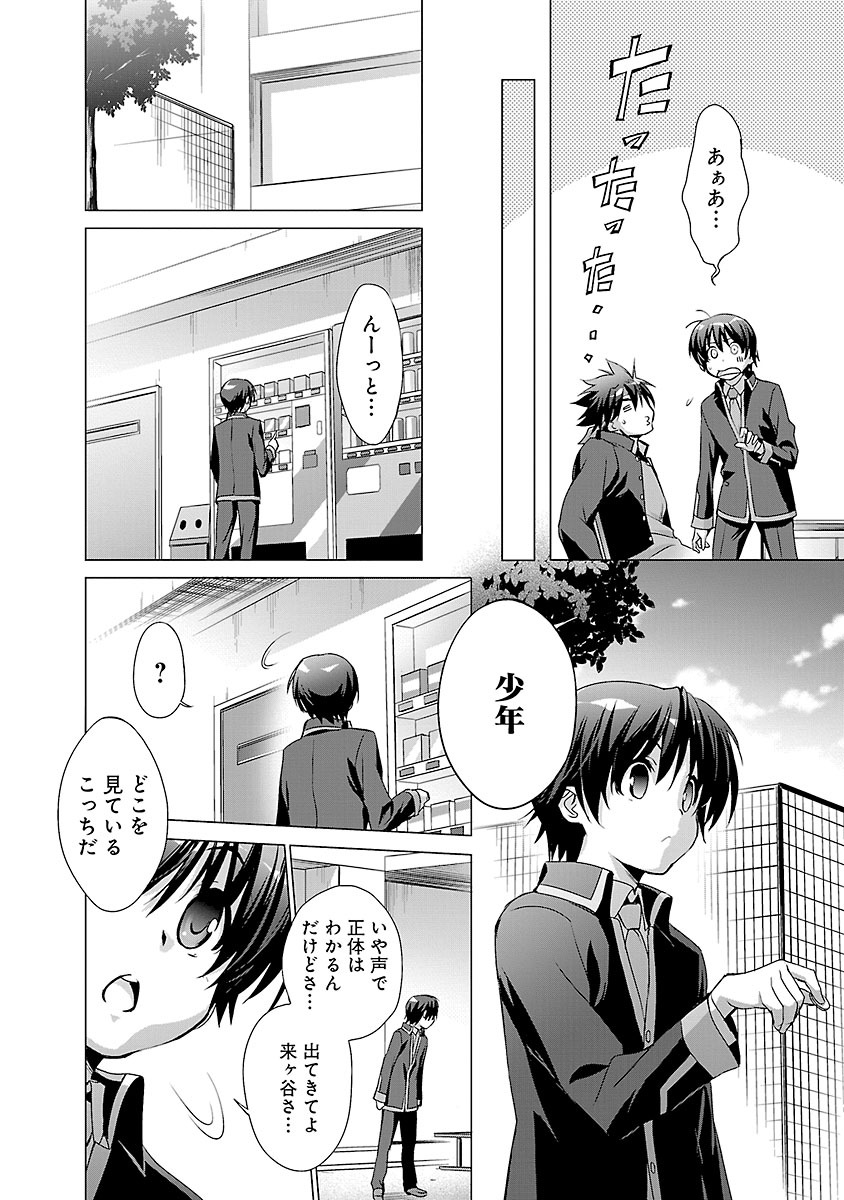 たったったっ…
あぁあ…
んーっと…
少年
?
どこを
見ている
こっちだ
いや声で
正体は
わかるん
だけどさ…
出てきてよ
来ヶ谷さ…